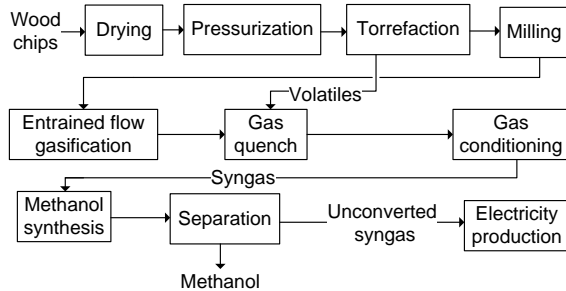 Wood
chips
Drying
Pressurization
Torrefaction
Milling
Volatiles
Entrained flow
gasification
Gas
quench
Gas
conditioning
Syngas
Methanol
synthesis
Separation
Unconverted
syngas
Electricity
production
Methanol